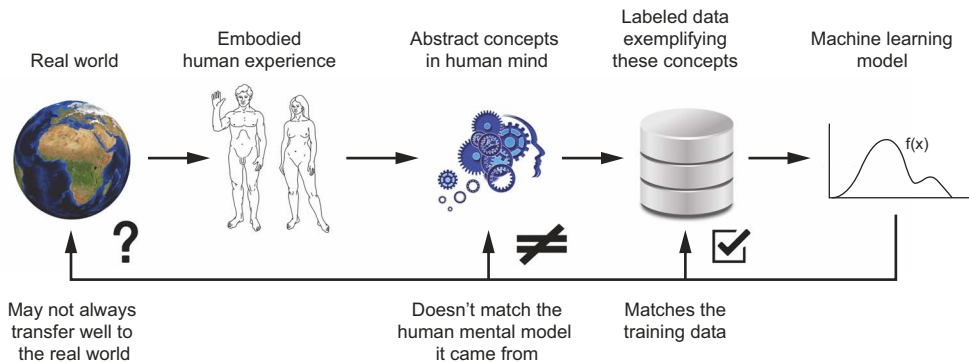 Real world
Embodied
human experience
Abstract concepts
in human mind
Labeled data
exemplifying
these concepts
Machine learning
model
f(x)
?
May not always
transfer well to
the real world
Doesn’t match the
human mental model
it came from
Matches the
training data